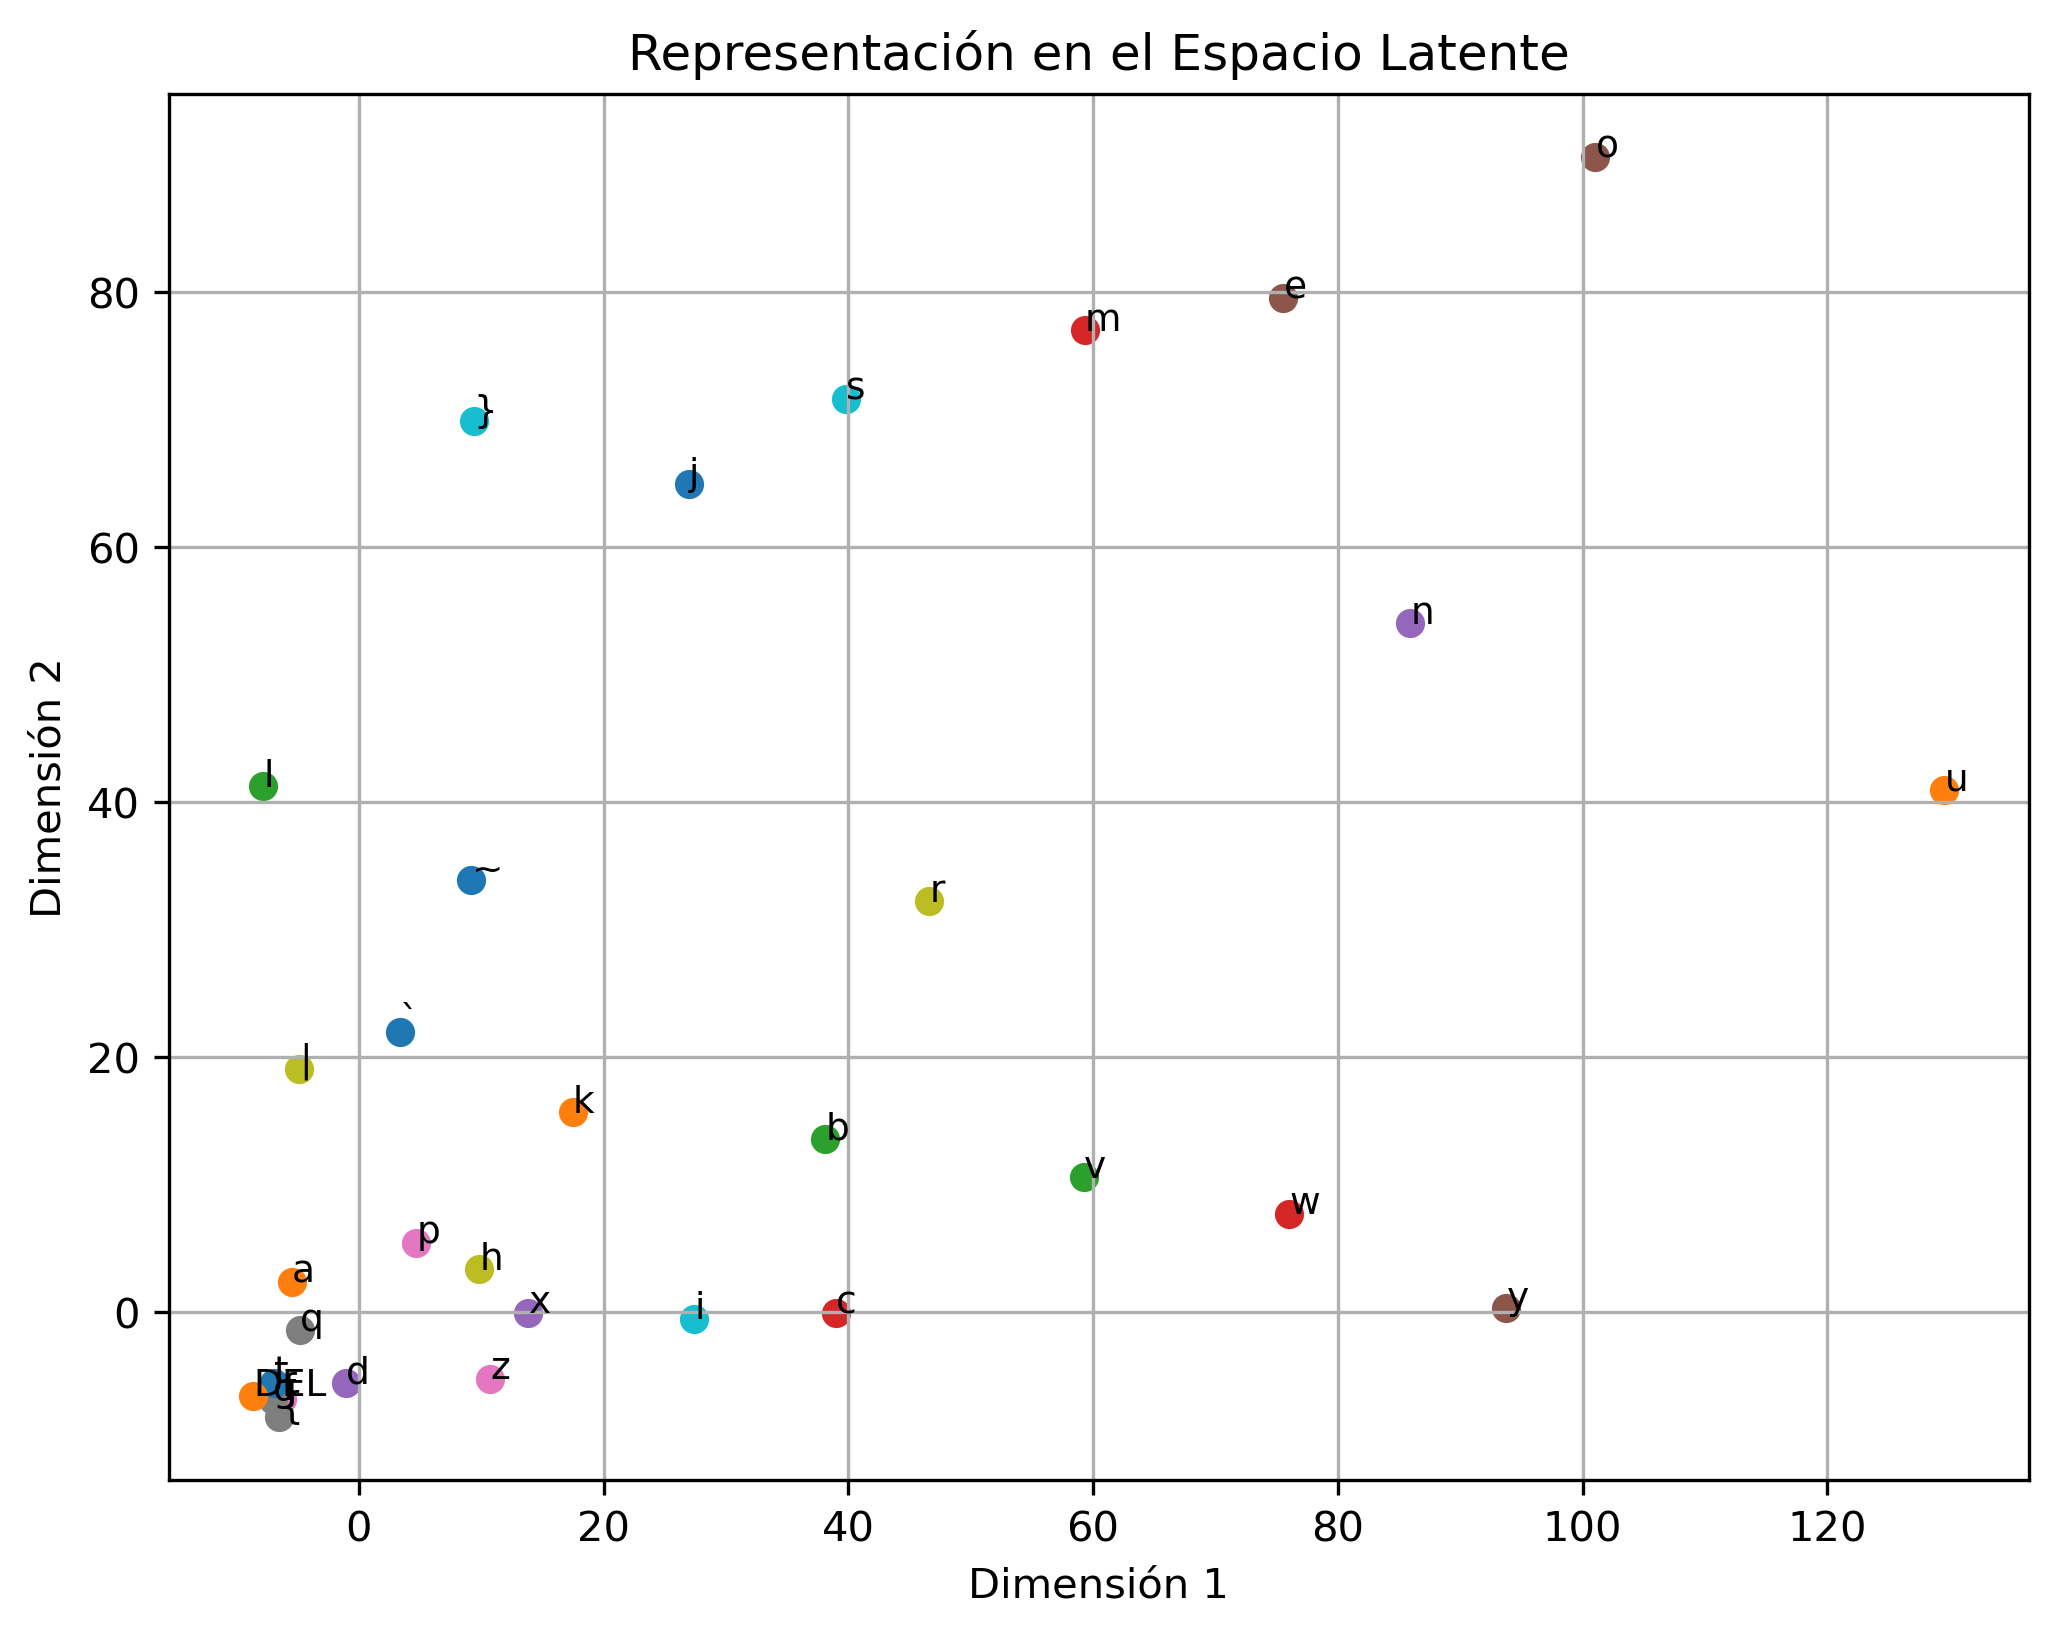 Representación en el Espacio Latente
o
80
e
m
s
}
j
60
n
Dimensión 2
40
l
u
~
r
`
20
|
k
b
v
w
p
h
a
0
x
i
c
y
q
t
d
z
DEL
g
{
0 20 40 60 80 100 120
Dimensión 1